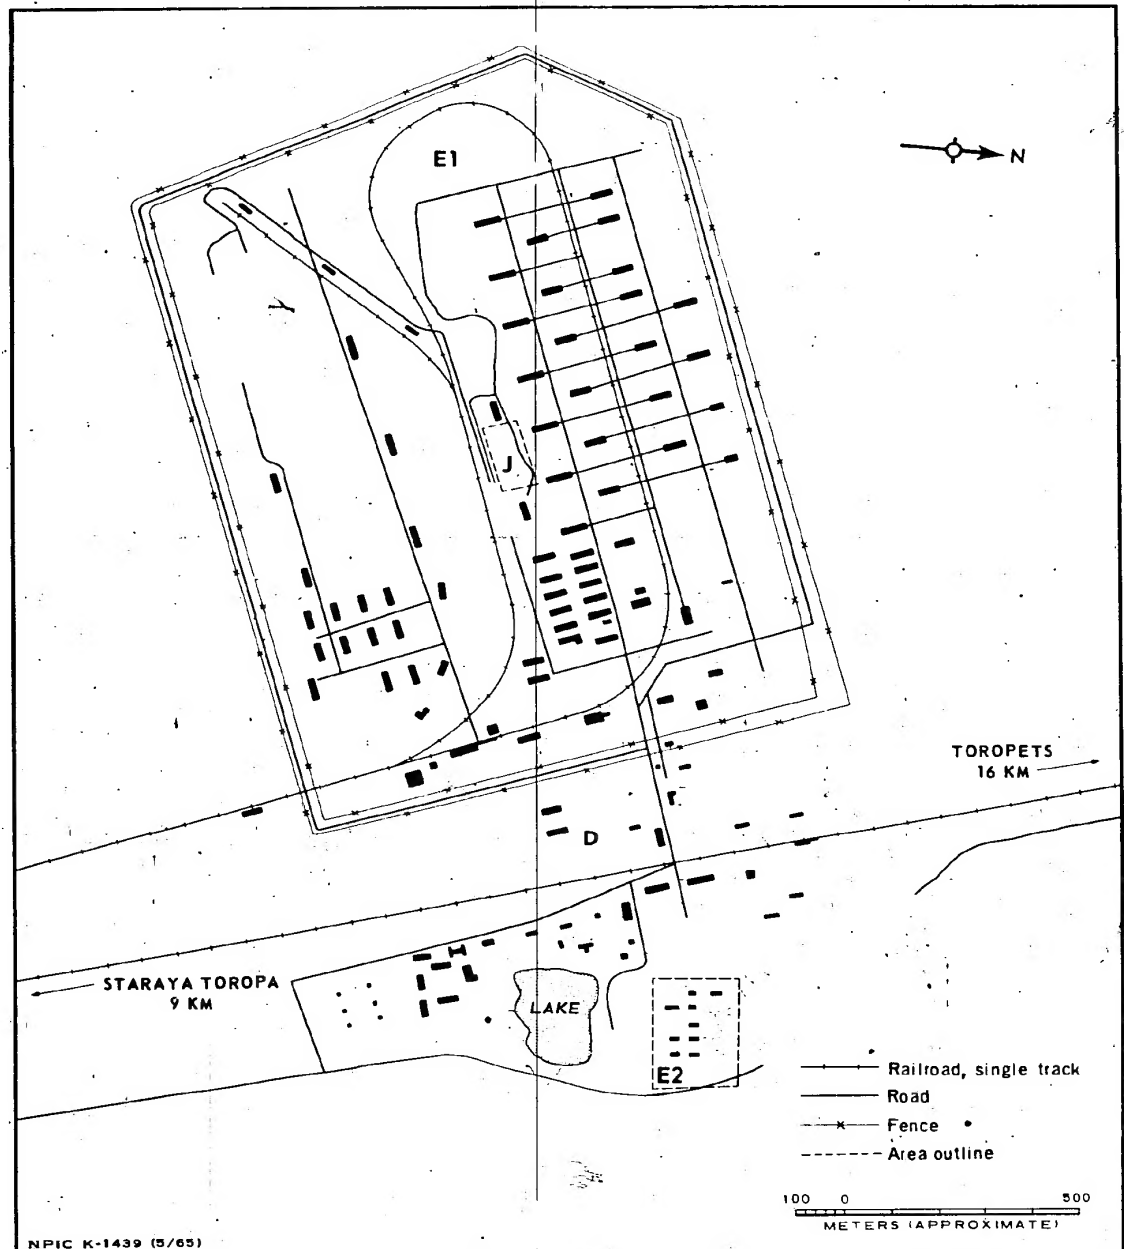 E1
N
J
TOROPETS
16 KM
D
STARAYA TOROPA
9 KM
LAKE
E2
Railroad, single track
Road
Fence
Area outline
100 0 500
METERS (APPROXIMATE)
NPIC K-1439 (5/65)